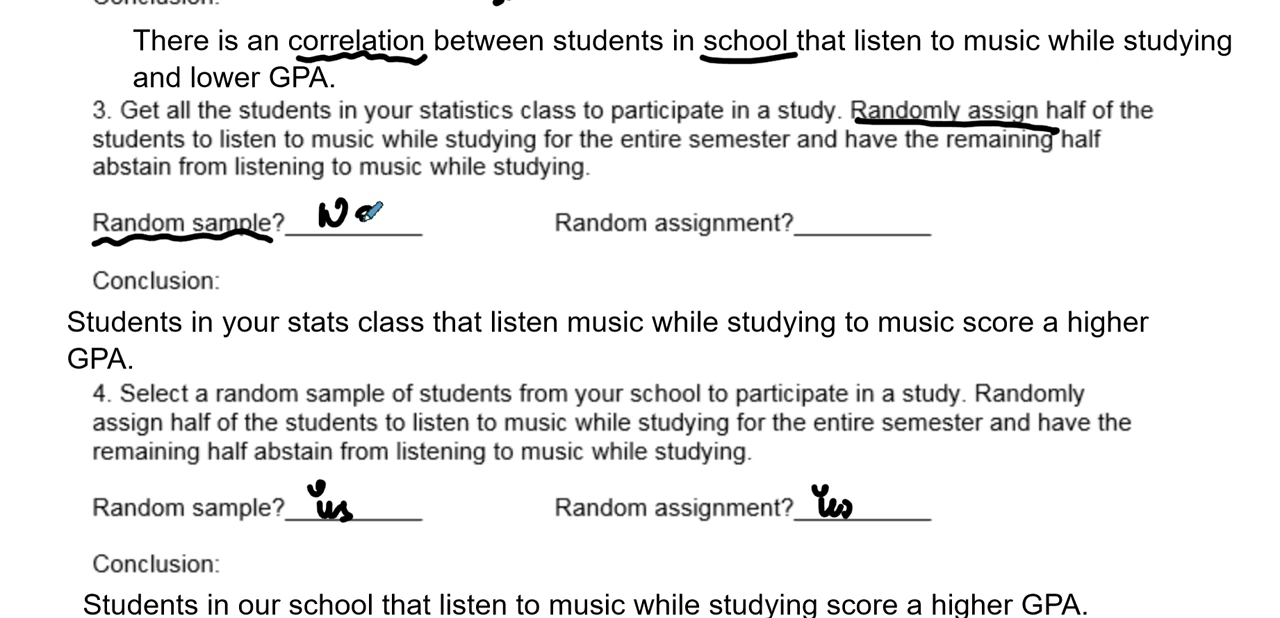 There is an correlation between students in school that listen to music while studying
and lower GPA.
3. Get all the students in your statistics class to participate in a study. Randomly assign half of the
students to listen to music while studying for the entire semester and have the remaining half
abstain from listening to music while studying.
Random sample? No Random assignment?
Conclusion:
Students in your stats class that listen music while studying to music score a higher
GPA.
4. Select a random sample of students from your school to participate in a study. Randomly
assign half of the students to listen to music while studying for the entire semester and have the
remaining half abstain from listening to music while studying.
Random sample? Yes Random assignment? Yes
Conclusion:
Students in our school that listen to music while studying score a higher GPA.